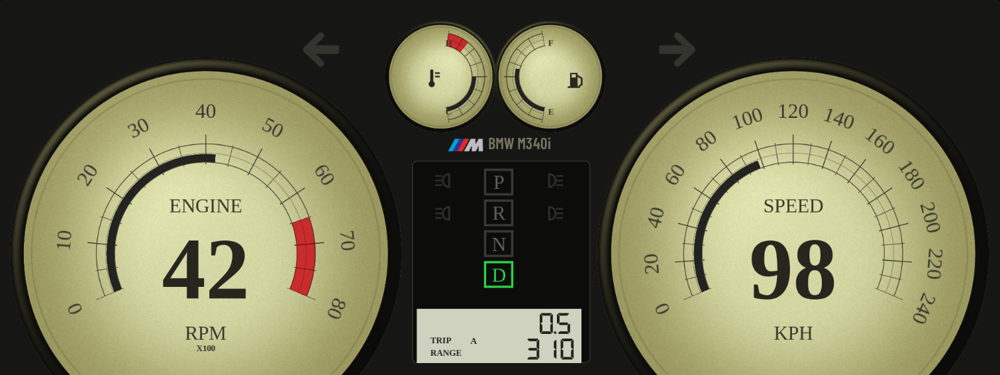 H
C
F
E
BMW M340i
P
R
N
D
0.5
TRIP A
310
RANGE
0
10
20
30
40
50
60
70
80
ENGINE
42
RPM
X100
0
20
40
60
80
100
120
140
160
180
200
220
240
SPEED
98
KPH